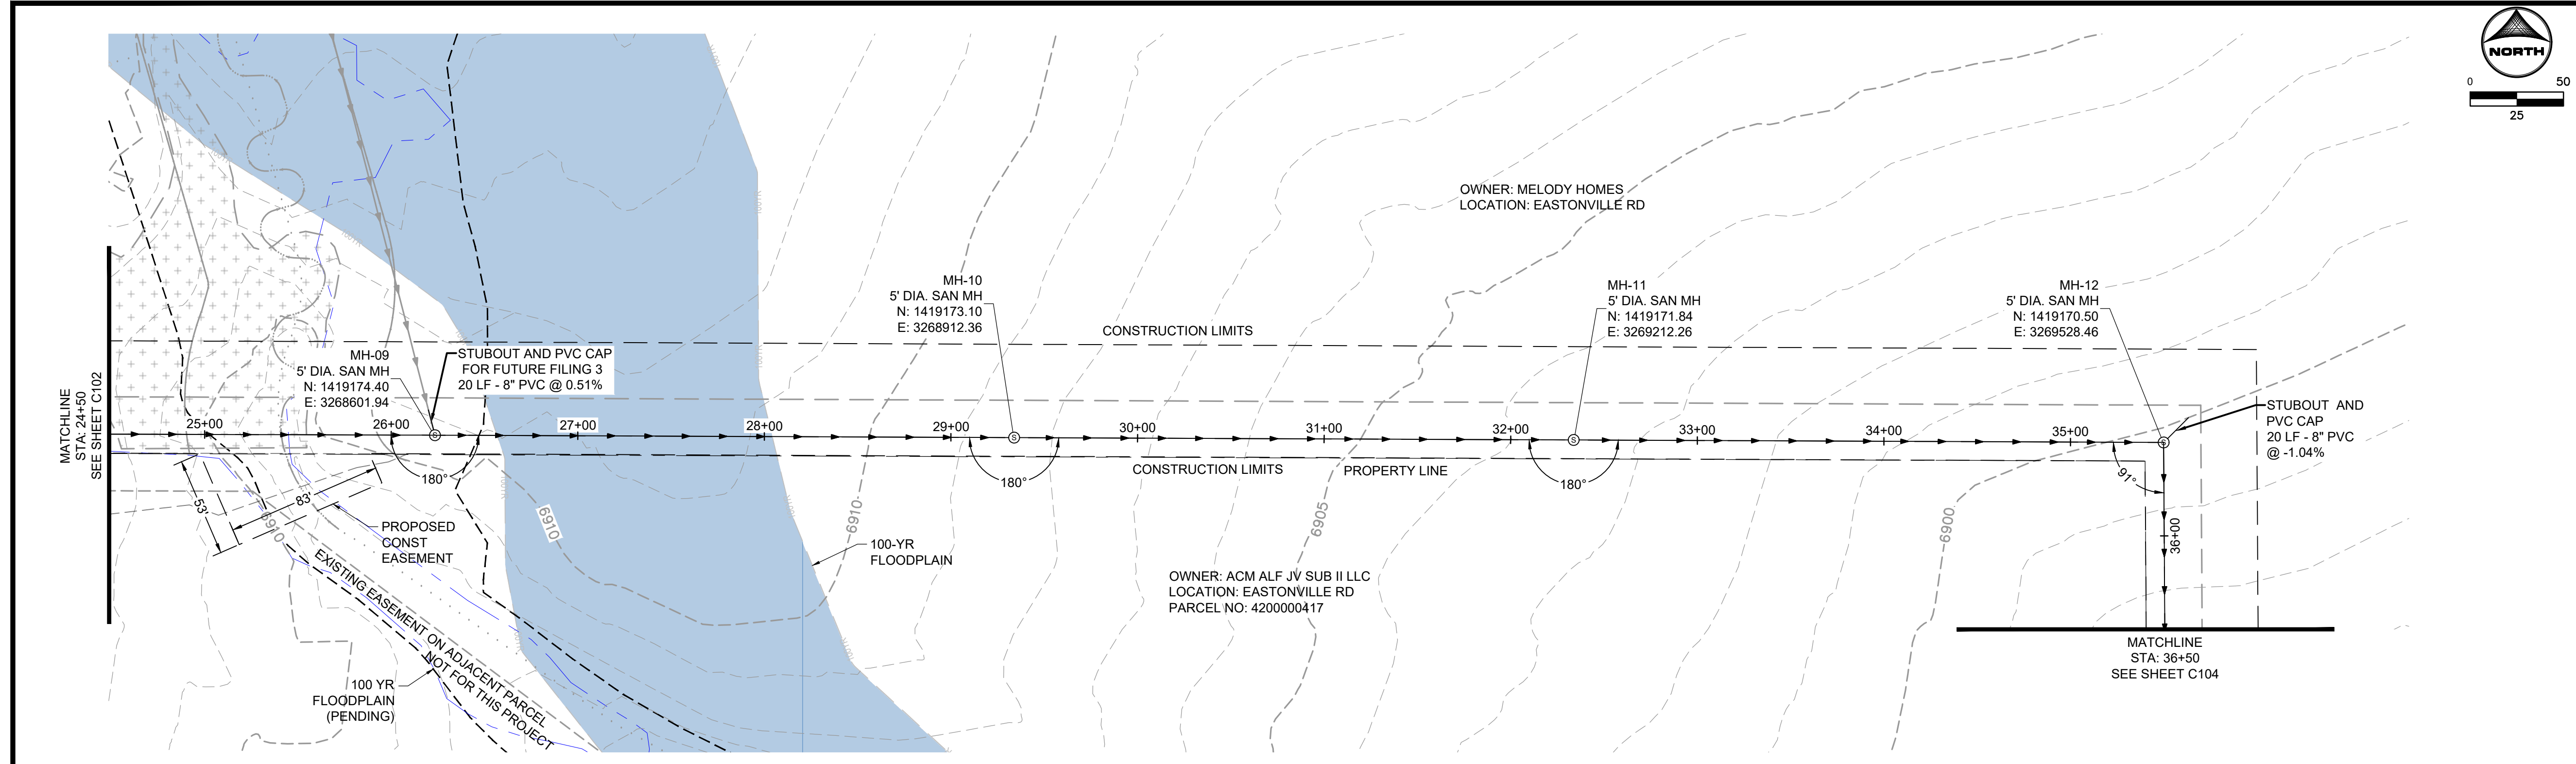 NORTH
0 50
25
OWNER: MELODY HOMES
LOCATION: EASTONVILLE RD
MH-10
5' DIA. SAN MH
N: 1419173.10
E: 3268912.36
MH-11
5' DIA. SAN MH
N: 1419171.84
E: 3269212.26
MH-12
5' DIA. SAN MH
N: 1419170.50
E: 3269528.46
CONSTRUCTION LIMITS
MH-09
5' DIA. SAN MH
N: 1419174.40
E: 3268601.94
STUBOUT AND PVC CAP
FOR FUTURE FILING 3
20 LF - 8" PVC @ 0.51%
MATCHLINE
STA: 24+50
SEE SHEET C102
25+00 26+00 27+00 28+00 29+00 30+00 31+00 32+00 33+00 34+00 35+00
S S S S
STUBOUT AND
PVC CAP
20 LF - 8" PVC
@ -1.04%
CONSTRUCTION LIMITS PROPERTY LINE
180° 180° 180° 91°
53' 83'
6910 6910 6910 6905 6900
36+00
PROPOSED
CONST
EASEMENT
100-YR
FLOODPLAIN
EXISTING EASEMENT ON ADJACENT PARCEL
NOT FOR THIS PROJECT
OWNER: ACM ALF JV SUB II LLC
LOCATION: EASTONVILLE RD
PARCEL NO: 4200000417
100 YR
FLOODPLAIN
(PENDING)
MATCHLINE
STA: 36+50
SEE SHEET C104